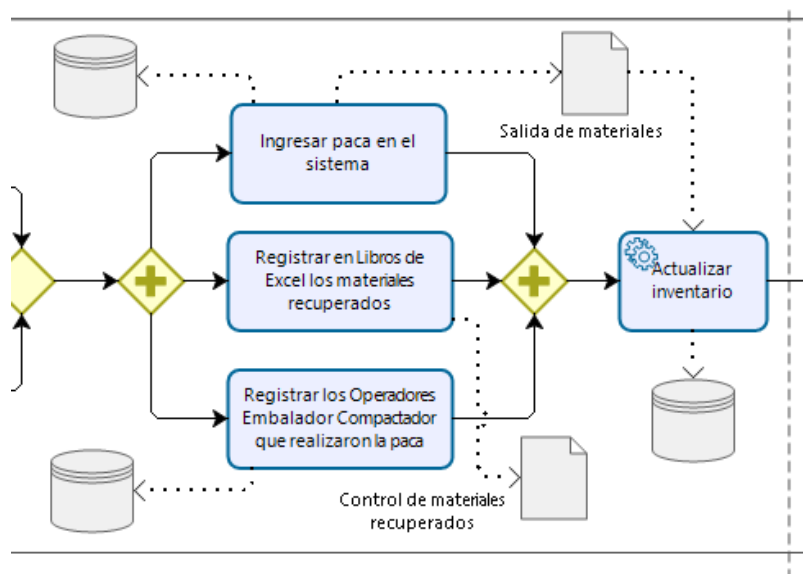 Salida de materiales
Ingresar paca en el
sistema
Registrar en Libros de
Excel los materiales
recuperados
Actualizar
inventario
Registrar los Operadores
Embalador Compactador
que realizaron la paca
Control de materiales
recuperados